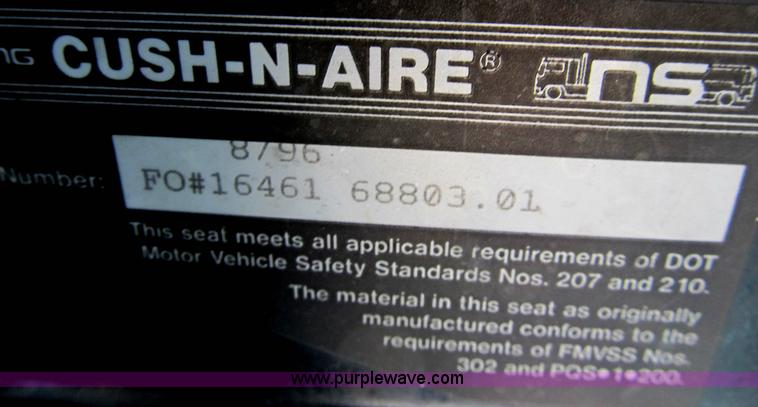 NG CUSH-N-AIRE® NS
8/96
Number: FO#16461 68803.01
This seat meets all applicable requirements of DOT
Motor Vehicle Safety Standards Nos. 207 and 210.
The material in this seat as originally
manufactured conforms to the
requirements of FMVSS Nos.
302 and PQS•1•200.
www.purplewave.com